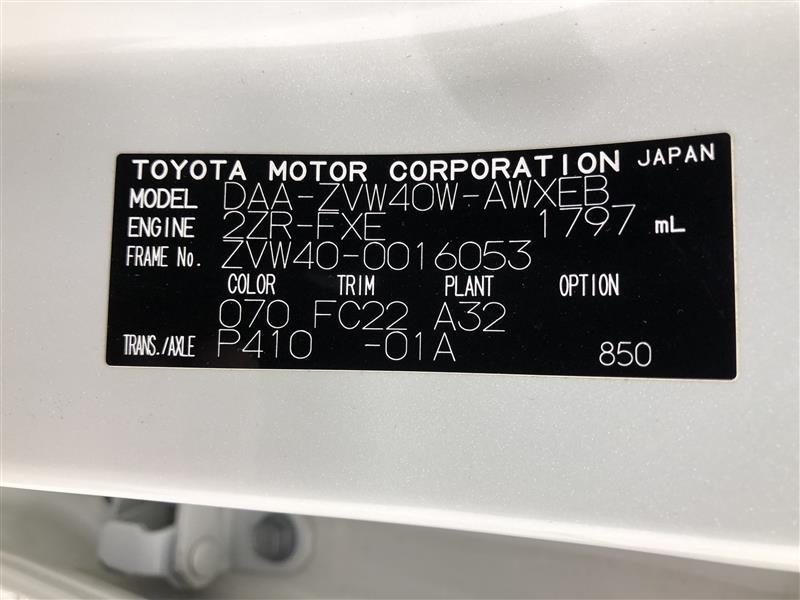 TOYOTA MOTOR CORPORATION JAPAN
MODEL DAA-ZVW40W-AWXEB
ENGINE 2ZR-FXE 1797 mL
FRAME No. ZVW40-0016053
COLOR TRIM PLANT OPTION
070 FC22 A32
TRANS./AXLE P410 -01A 850